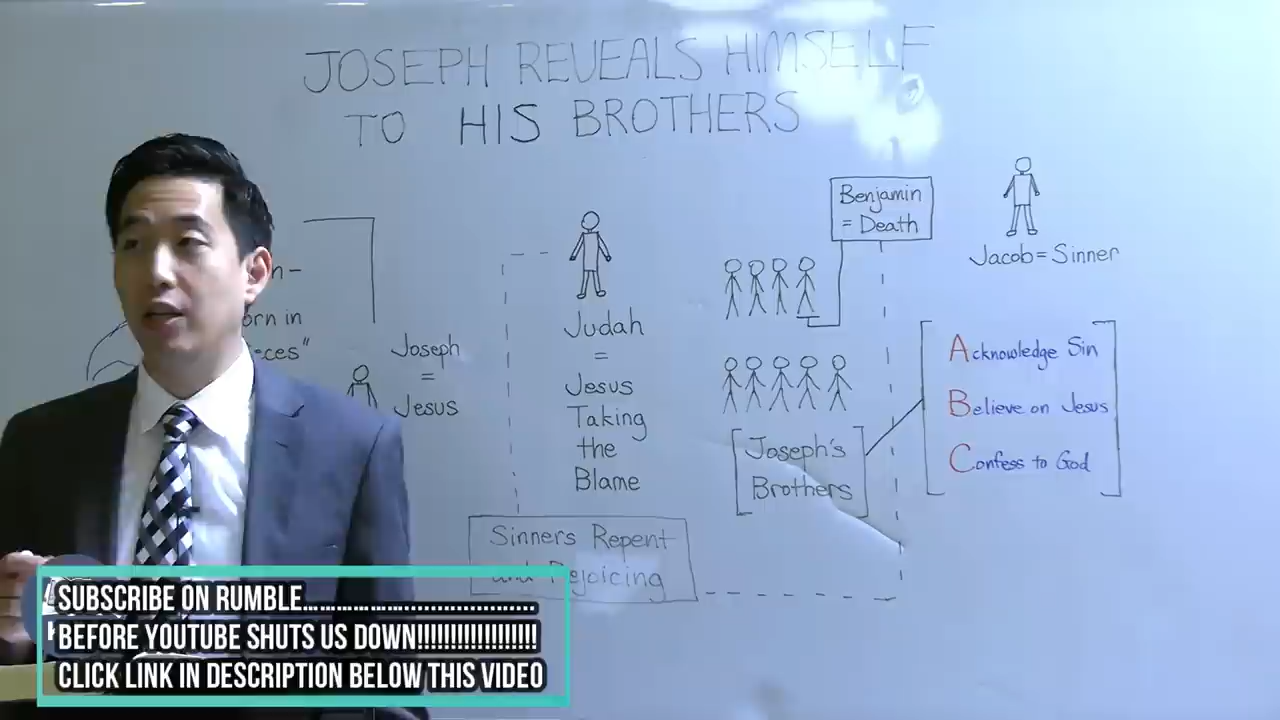 JOSEPH REVEALS HIMSELF
TO HIS BROTHERS
Benjamin
= Death
Jacob = Sinner
Judah
=
Jesus
Taking
the
Blame
Joseph
=
Jesus
Joseph's
Brothers
Acknowledge Sin
Believe on Jesus
Confess to God
Sinners Repent
and Rejoicing
SUBSCRIBE ON RUMBLE.......................................
BEFORE YOUTUBE SHUTS US DOWN!!!!!!!!!!!!!!!!!!
CLICK LINK IN DESCRIPTION BELOW THIS VIDEO